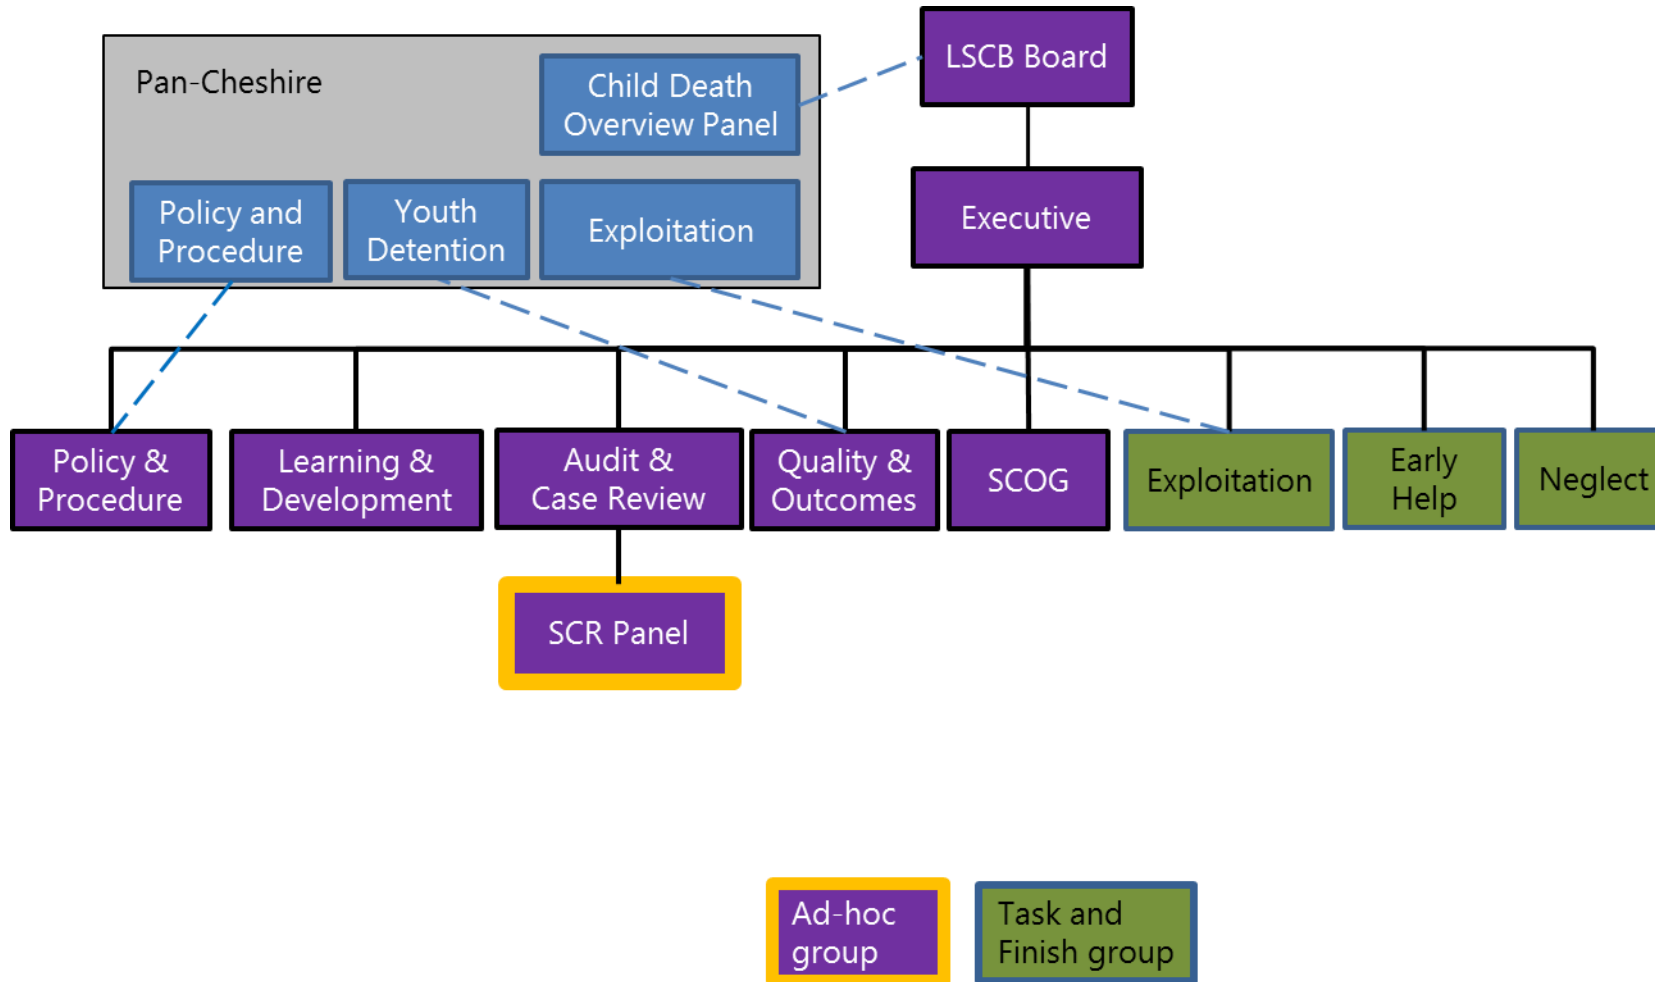 LSCB Board
Pan-Cheshire
Child Death
Overview Panel
Policy and
Procedure
Youth
Detention
Exploitation
Executive
Policy &
Procedure
Learning &
Development
Audit &
Case Review
Quality &
Outcomes
SCOG
Exploitation
Early
Help
Neglect
SCR Panel
Ad-hoc
group
Task and
Finish group